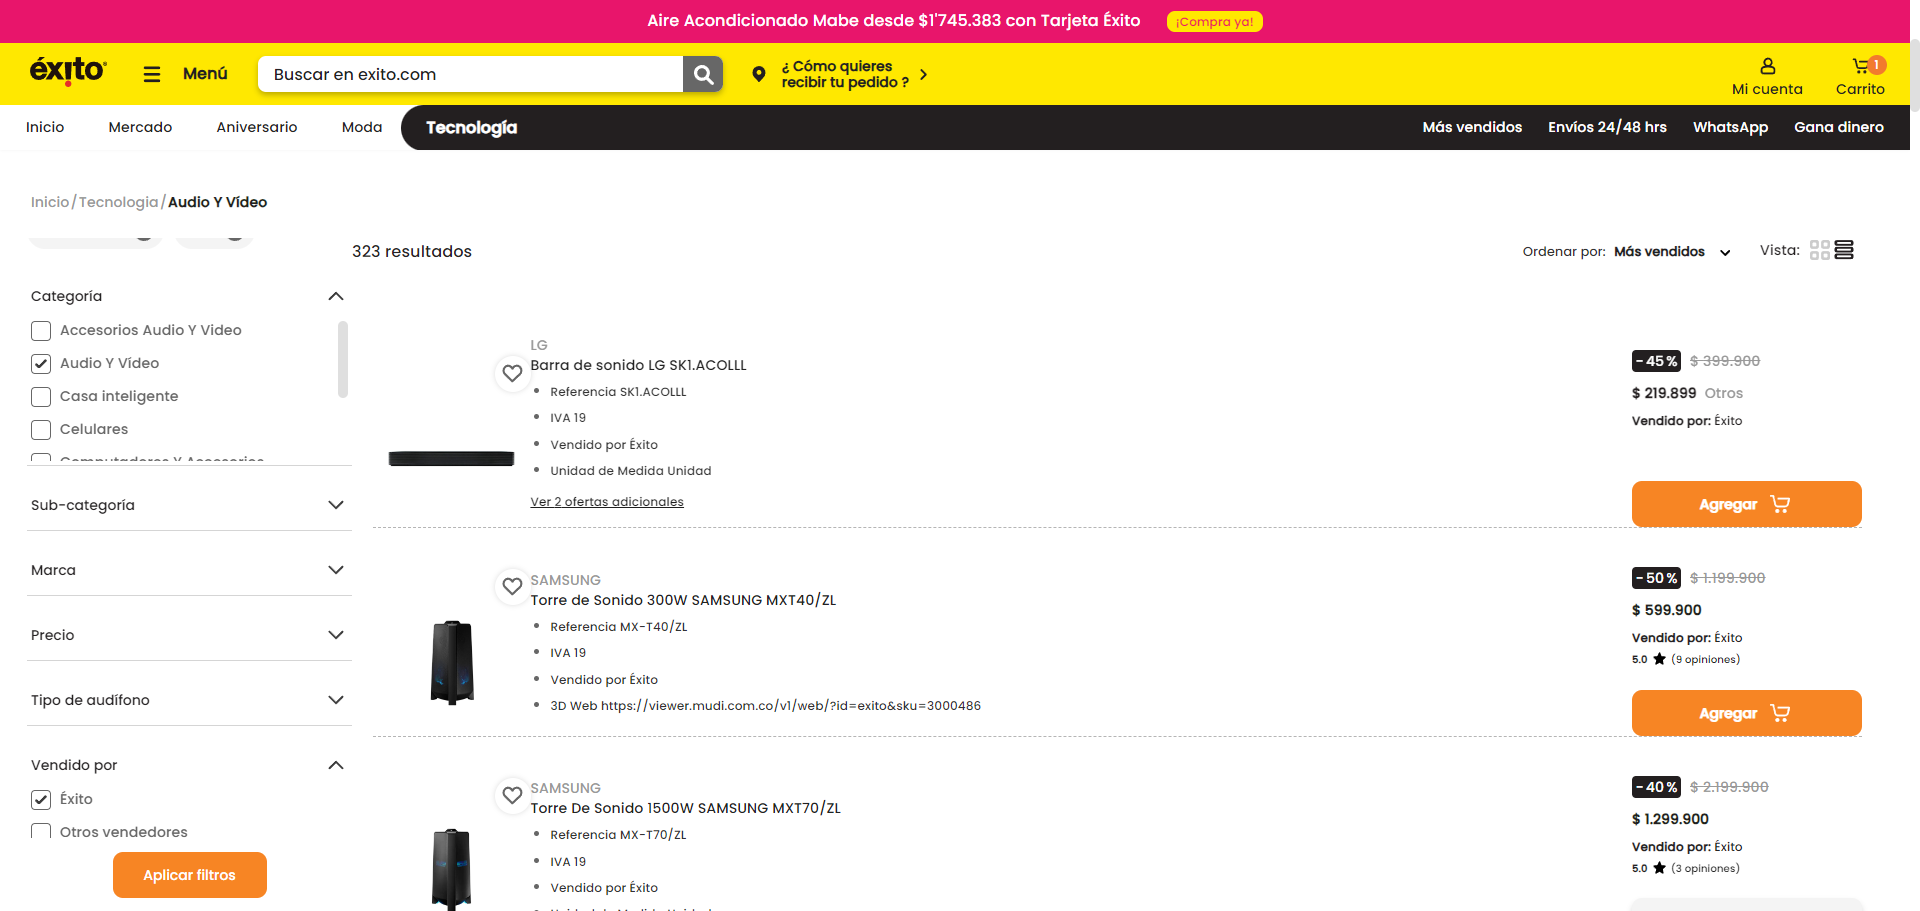 Aire Acondicionado Mabe desde $1'745.383 con Tarjeta Éxito ¡Compra ya!
éxito
Menú
Buscar en exito.com
¿ Cómo quieres
recibir tu pedido ?
Mi cuenta
1
Carrito
Inicio Mercado Aniversario Moda Tecnología Más vendidos Envíos 24/48 hrs WhatsApp Gana dinero
Inicio/Tecnologia/Audio Y Vídeo
323 resultados
Ordenar por: Más vendidos
Vista:
Categoría
Accesorios Audio Y Video
Audio Y Vídeo
Casa inteligente
Celulares
Computadores Y Accesorios
Sub-categoría
Marca
Precio
Tipo de audífono
Vendido por
Éxito
Otros vendedores
Aplicar filtros
LG
Barra de sonido LG SK1.ACOLLL
Referencia SK1.ACOLLL
IVA 19
Vendido por Éxito
Unidad de Medida Unidad
Ver 2 ofertas adicionales
-45% $ 399.900
$ 219.899 Otros
Vendido por: Éxito
Agregar
SAMSUNG
Torre de Sonido 300W SAMSUNG MXT40/ZL
Referencia MX-T40/ZL
IVA 19
Vendido por Éxito
3D Web https://viewer.mudi.com.co/v1/web/?id=exito&sku=3000486
-50% $ 1.199.900
$ 599.900
Vendido por: Éxito
5.0 (9 opiniones)
Agregar
SAMSUNG
Torre De Sonido 1500W SAMSUNG MXT70/ZL
Referencia MX-T70/ZL
IVA 19
Vendido por Éxito
-40% $ 2.199.900
$ 1.299.900
Vendido por: Éxito
5.0 (3 opiniones)